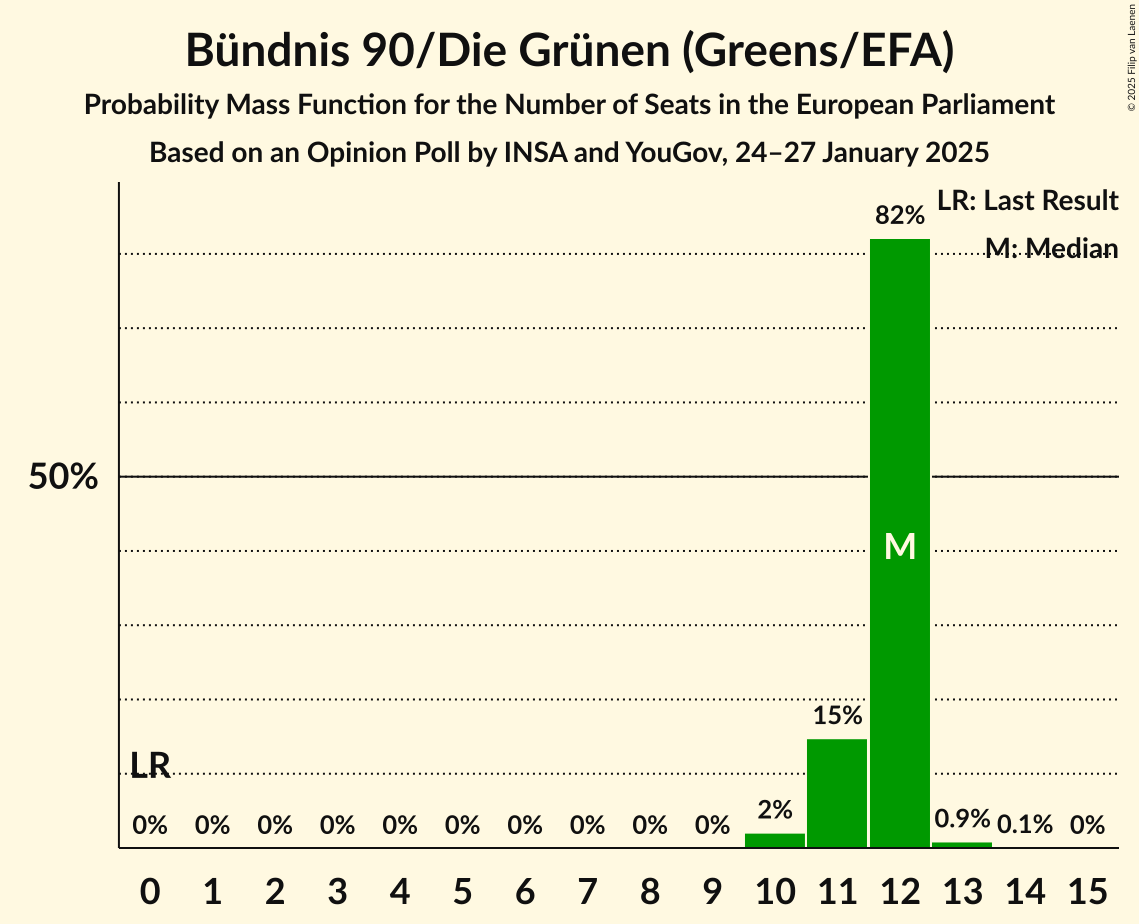 Bündnis 90/Die Grünen (Greens/EFA)
Probability Mass Function for the Number of Seats in the European Parliament
Based on an Opinion Poll by INSA and YouGov, 24–27 January 2025
© 2025 Filip van Laenen
LR: Last Result
M: Median
82%
50%
M
15%
LR
0% 0% 0% 0% 0% 0% 0% 0% 0% 0% 2% 0.9% 0.1% 0%
0 1 2 3 4 5 6 7 8 9 10 11 12 13 14 15